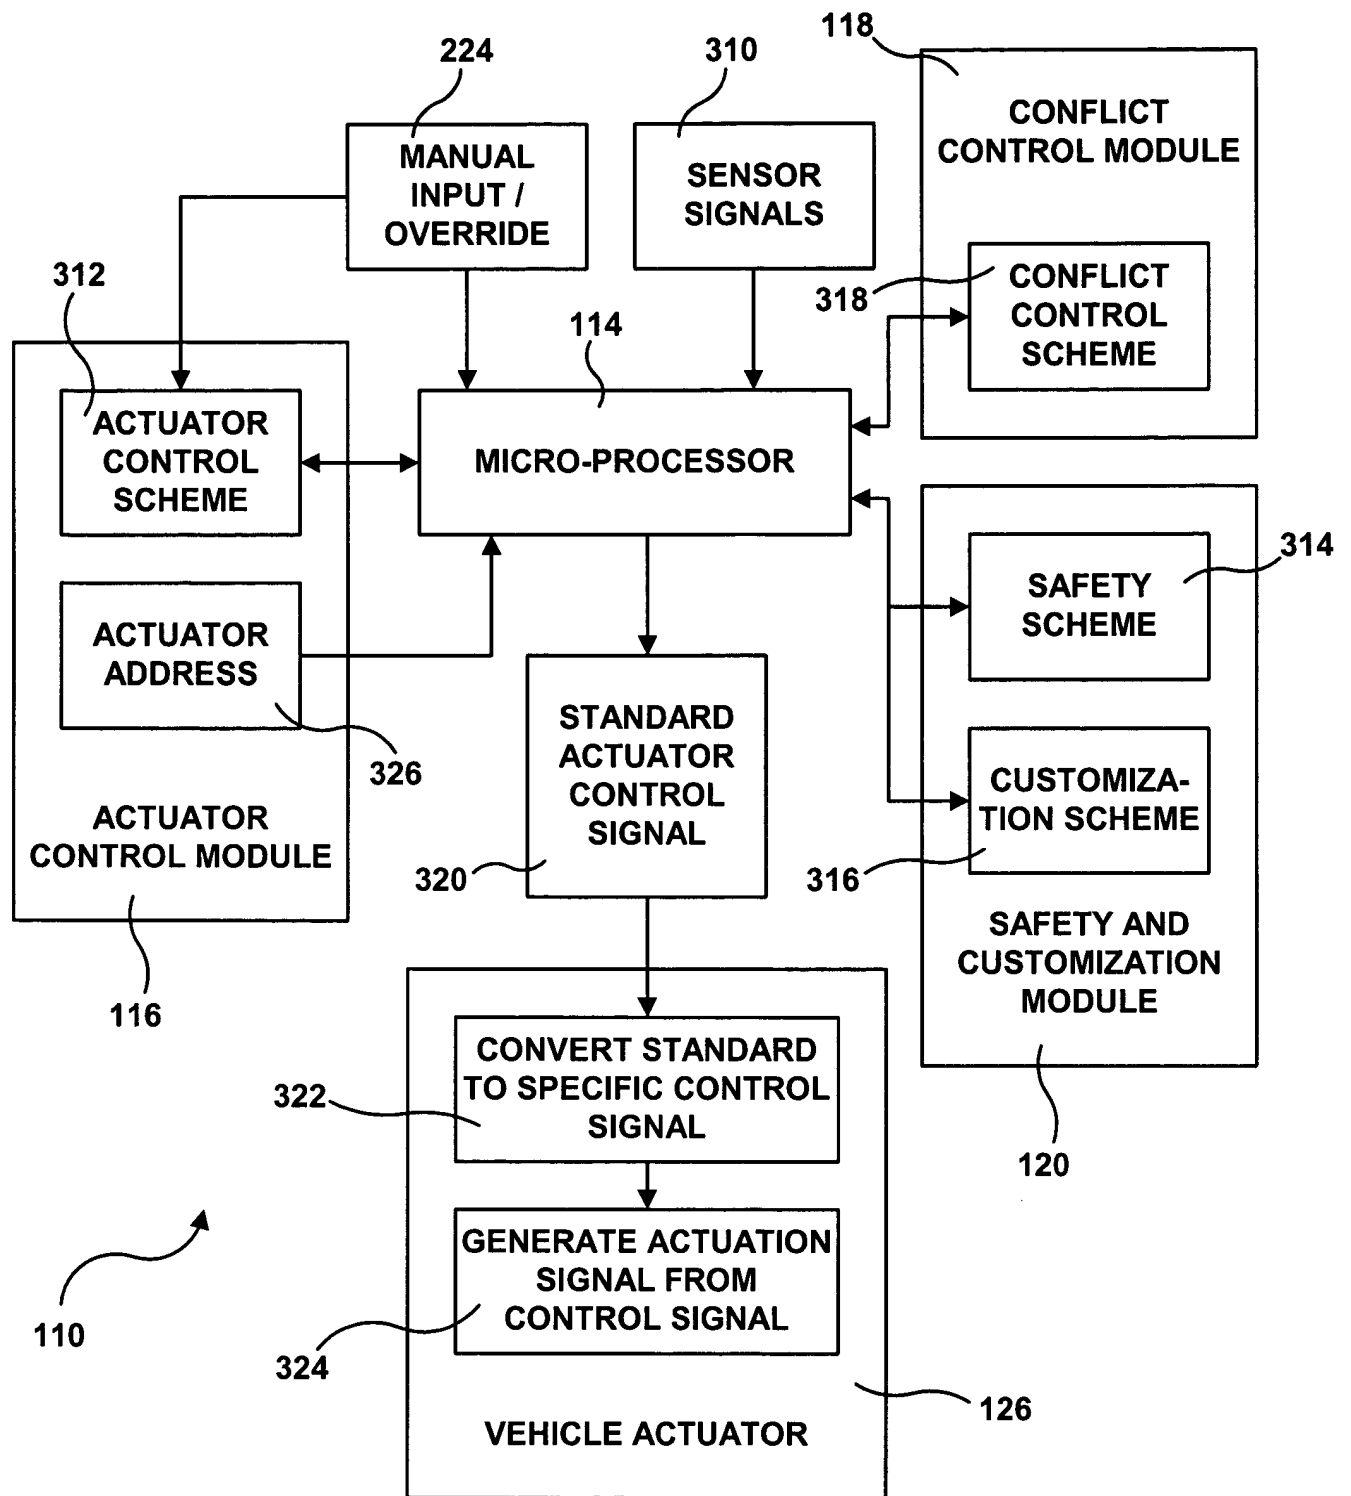 118
224
310
CONFLICT
CONTROL MODULE
MANUAL
INPUT /
OVERRIDE
SENSOR
SIGNALS
312
318
CONFLICT
CONTROL
SCHEME
114
ACTUATOR
CONTROL
SCHEME
MICRO-PROCESSOR
314
SAFETY
SCHEME
ACTUATOR
ADDRESS
326
STANDARD
ACTUATOR
CONTROL
SIGNAL
320
CUSTOMIZA-
TION SCHEME
316
ACTUATOR
CONTROL MODULE
116
SAFETY AND
CUSTOMIZATION
MODULE
120
CONVERT STANDARD
TO SPECIFIC CONTROL
SIGNAL
322
GENERATE ACTUATION
SIGNAL FROM
CONTROL SIGNAL
324
110
126
VEHICLE ACTUATOR